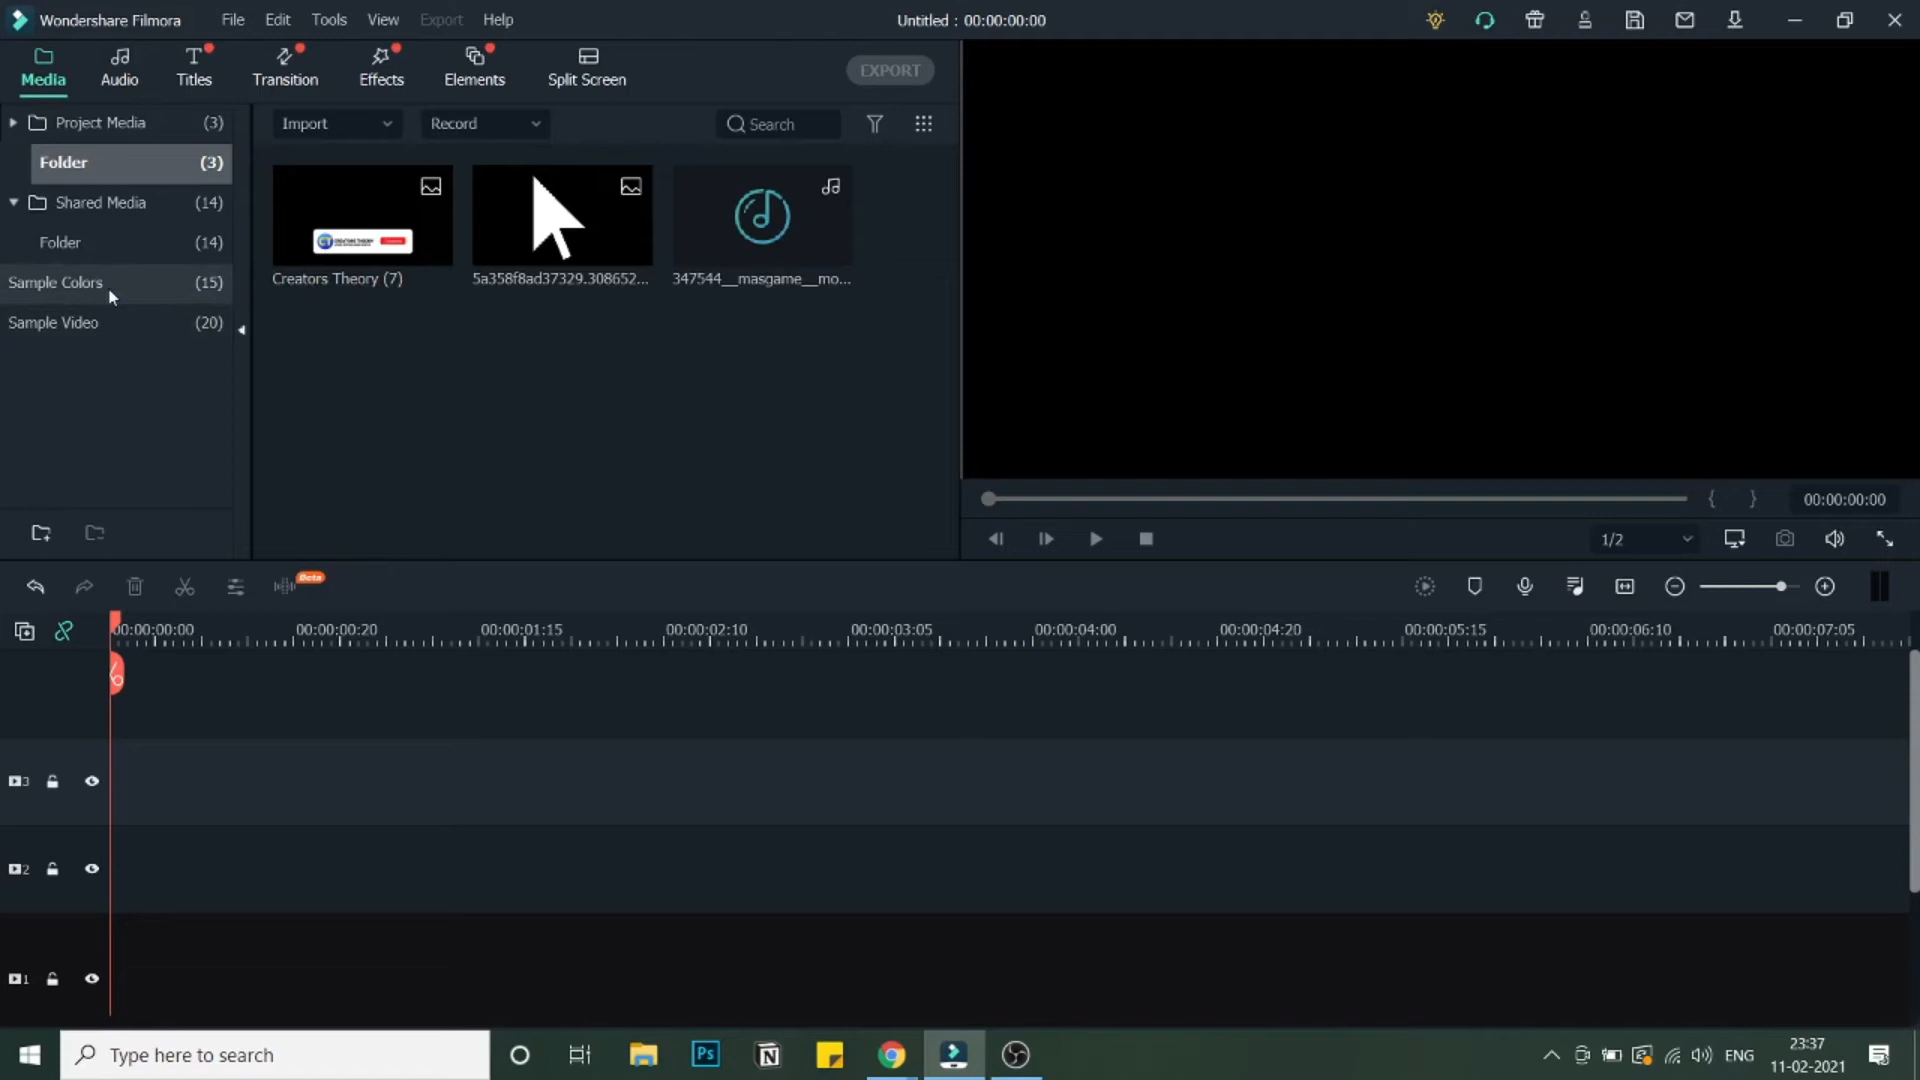 Wondershare Filmora File Edit Tools View Export Help Untitled : 00:00:00:00
Media Audio Titles Transition Effects Elements Split Screen EXPORT
Project Media (3)
Folder (3)
Shared Media (14)
Folder (14)
Sample Colors (15)
Sample Video (20)
Import Record Search
Creators Theory (7) 5a358f8ad37329.308652... 347544__masgame__mo...
{ } 00:00:00:00
1/2
Beta
00:00:00:00 00:00:00:20 00:00:01:15 00:00:02:10 00:00:03:05 00:00:04:00 00:00:04:20 00:00:05:15 00:00:06:10 00:00:07:05
3
2
1
Type here to search Ps ENG 23:37
11-02-2021